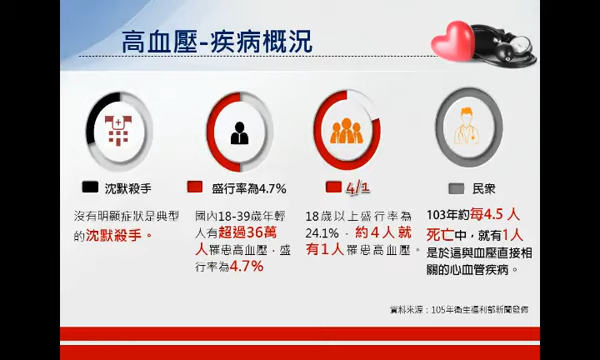 高血壓-疾病概況
沈默殺手
盛行率為4.7%
4/1
民眾
沒有明顯症狀是典型
的沈默殺手。
國內18-39歲年輕
人有超過36萬
人罹患高血壓，盛
行率為4.7%
18歲以上盛行率為
24.1%，約4人就
有1人罹患高血壓。
103年約每4.5人
死亡中，就有1人
是於這與血壓直接相
關的心血管疾病。
資料來源：105年衛生福利部新聞發佈